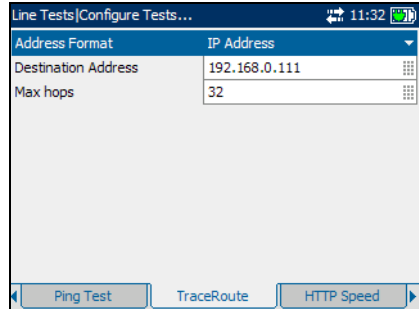 Line Tests|Configure Tests... 11:32
Address Format IP Address
Destination Address 192.168.0.111
Max hops 32
Ping Test TraceRoute HTTP Speed